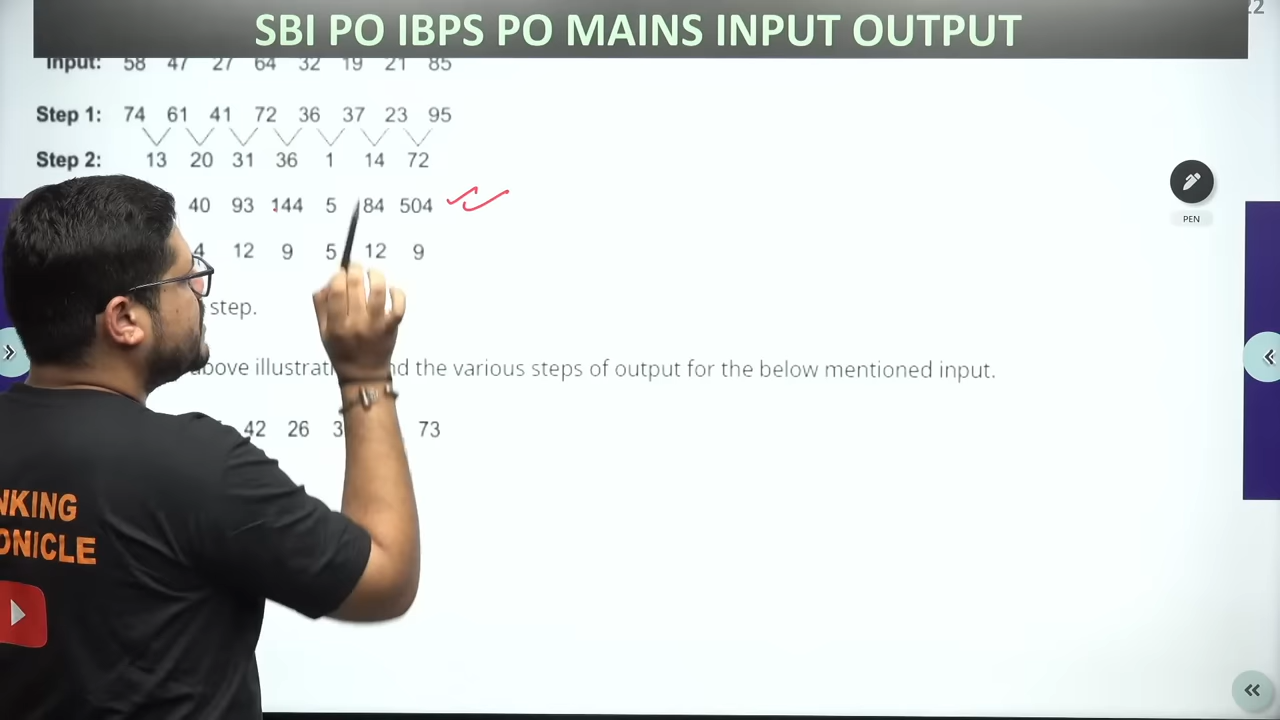 22
SBI PO IBPS PO MAINS INPUT OUTPUT
Input: 58 47 27 64 32 19 21 85
Step 1: 74 61 41 72 36 37 23 95
Step 2: 13 20 31 36 1 14 72
40 93 144 5 84 504
4 12 9 5 12 9
step.
above illustrati nd the various steps of output for the below mentioned input.
42 26 3 73
PEN
NKING
ONICLE